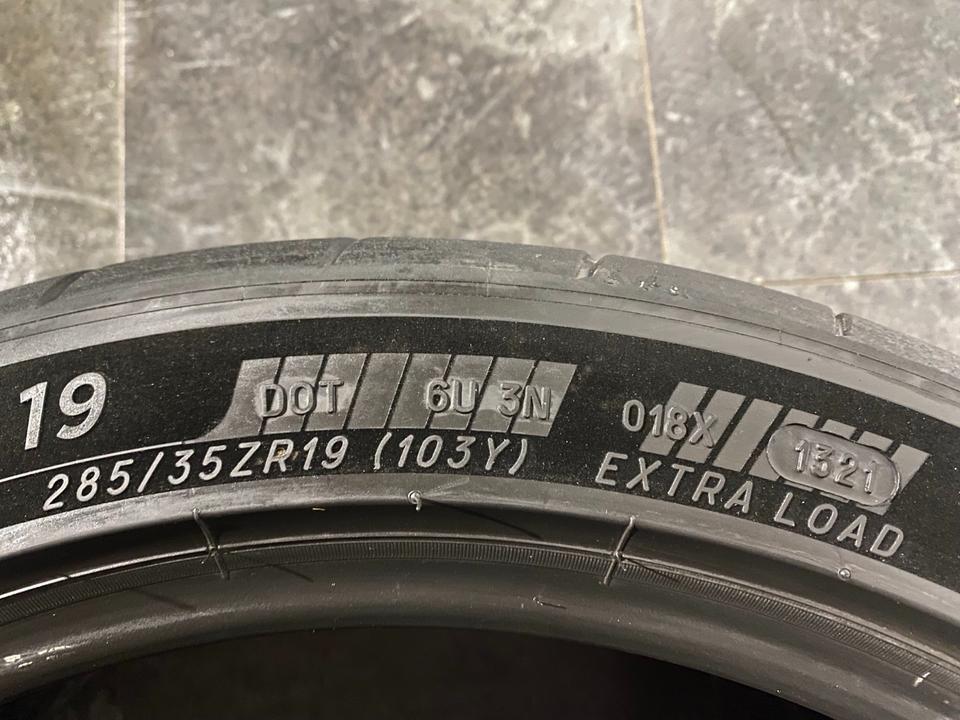 19
DOT 6U 3N 018X 1321
285/35ZR19 (103Y) EXTRA LOAD